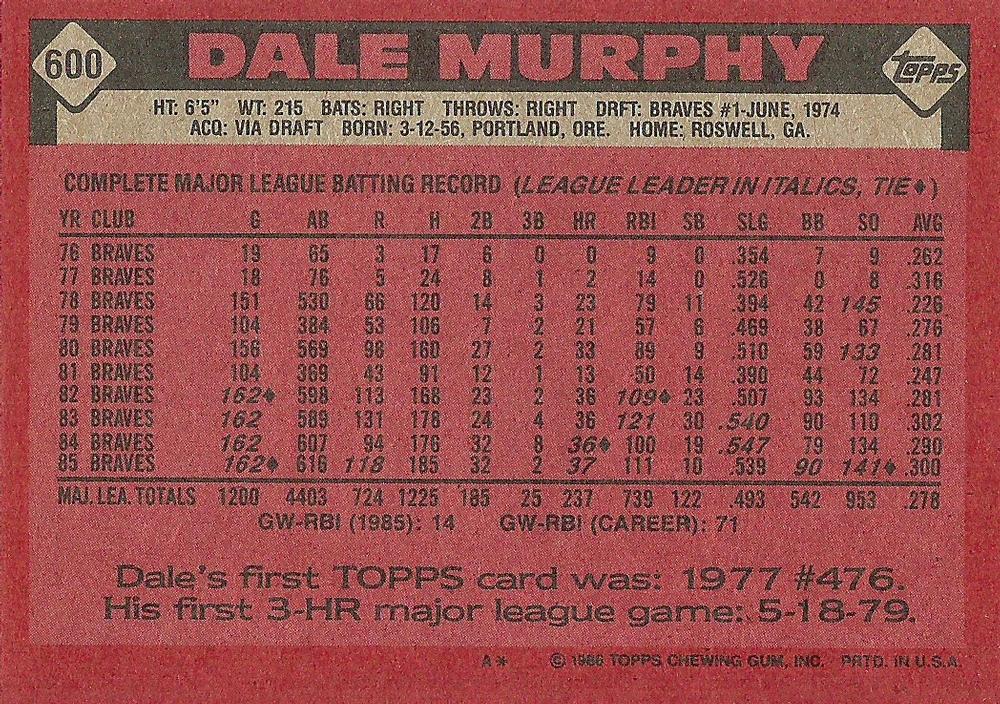 600 DALE MURPHY topps
HT: 6'5" WT: 215 BATS: RIGHT THROWS: RIGHT DRFT: BRAVES #1-JUNE, 1974
ACQ: VIA DRAFT BORN: 3-12-56, PORTLAND, ORE. HOME: ROSWELL, GA.
COMPLETE MAJOR LEAGUE BATTING RECORD (LEAGUE LEADER IN ITALICS, TIE♦)
YR CLUB G AB R H 2B 3B HR RBI SB SLG BB SO AVG
76 BRAVES 19 65 3 17 6 0 0 9 0 .354 7 9 .262
77 BRAVES 18 76 5 24 8 1 2 14 0 .526 0 8 .316
78 BRAVES 151 530 66 120 14 3 23 79 11 .394 42 145 .226
79 BRAVES 104 384 53 106 7 2 21 57 6 .469 38 67 .276
80 BRAVES 156 569 98 160 27 2 33 89 9 .510 59 133 .281
81 BRAVES 104 369 43 91 12 1 13 50 14 .390 44 72 .247
82 BRAVES 162♦ 598 113 168 23 2 36 109♦ 23 .507 93 134 .281
83 BRAVES 162 589 131 178 24 4 36 121 30 .540 90 110 .302
84 BRAVES 162 607 94 176 32 8 36♦ 100 19 .547 79 134 .290
85 BRAVES 162♦ 616 118 185 32 2 37 111 10 .539 90 141♦ .300
MAJ. LEA. TOTALS 1200 4403 724 1225 185 25 237 739 122 .493 542 953 .278
GW-RBI (1985): 14 GW-RBI (CAREER): 71
Dale's first TOPPS card was: 1977 #476.
His first 3-HR major league game: 5-18-79.
A* © 1986 TOPPS CHEWING GUM, INC. PRTD. IN U.S.A.